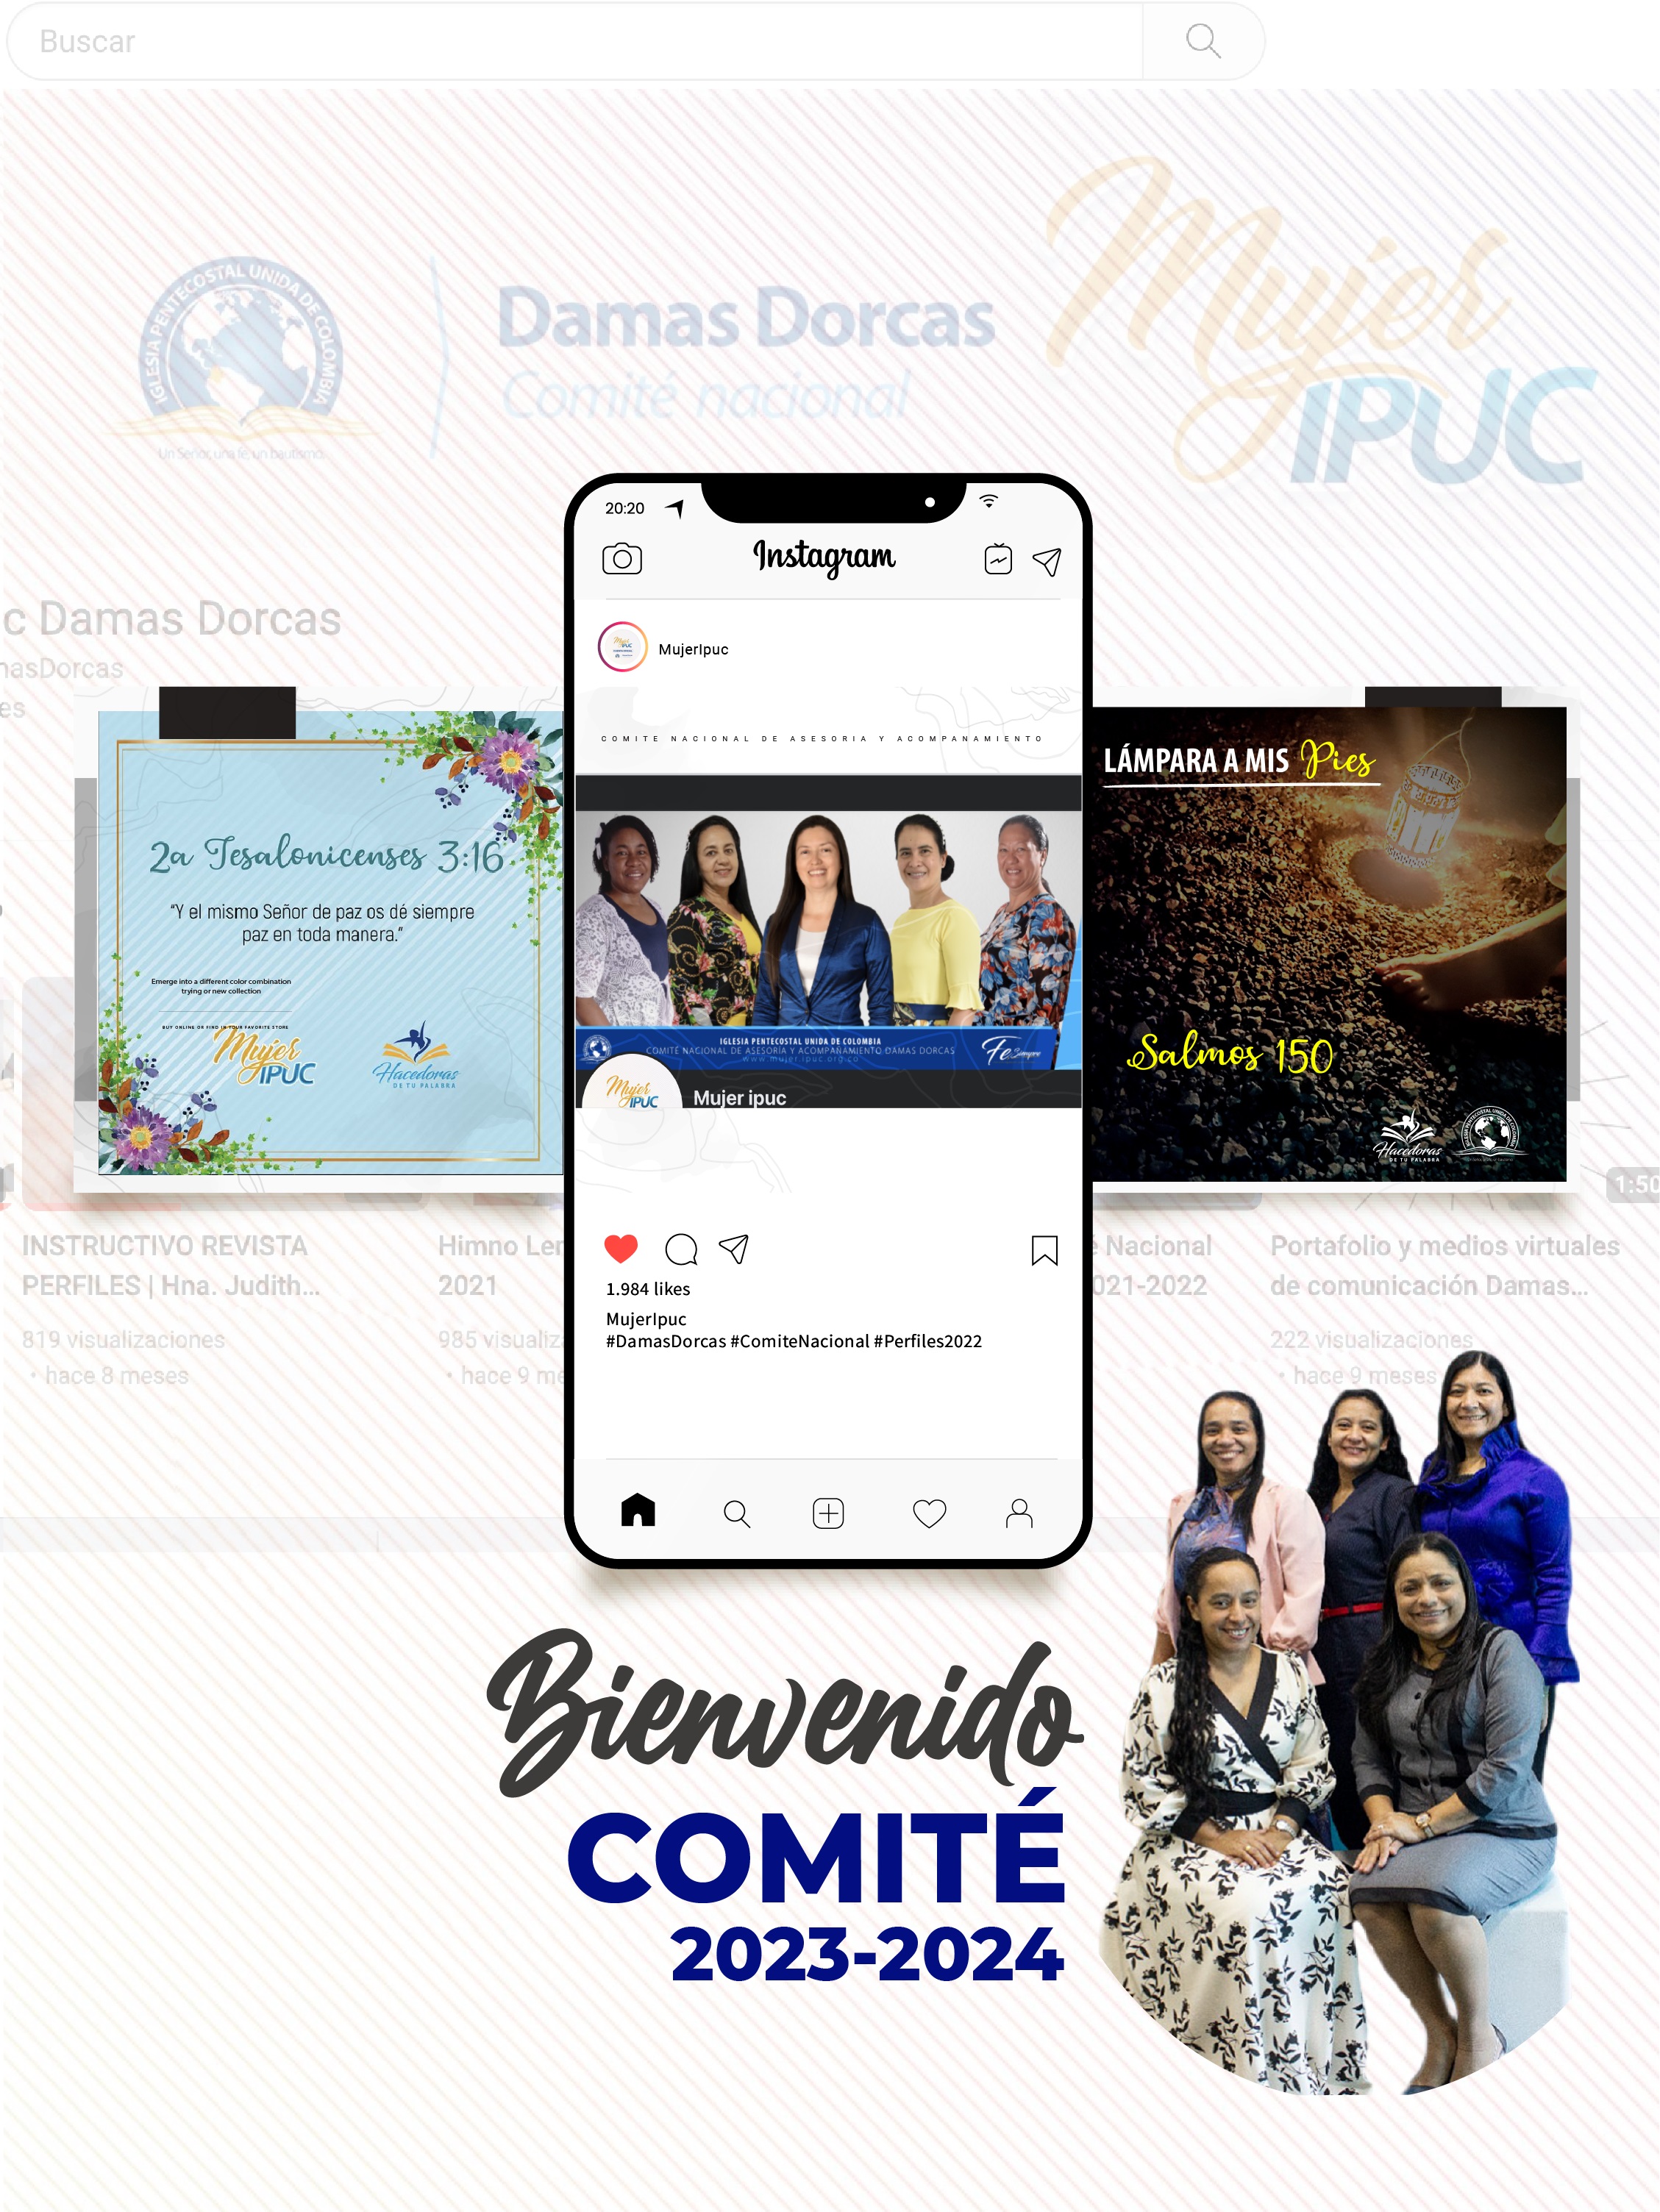 Buscar
IGLESIA PENTECOSTAL UNIDA DE COLOMBIA
Un Señor, una fe, un bautismo.
Damas Dorcas
Comité nacional
Mujer
IPUC
20:20
Instagram
MujerIpuc
c Damas Dorcas
nasDorcas
es
COMITE NACIONAL DE ASESORIA Y ACOMPANAMIENTO
2a Tesalonicenses 3:16
“Y el mismo Señor de paz os dé siempre
paz en toda manera.”
Emerge into a different color combination
trying or new collection
BUY ONLINE OR FIND IN YOUR FAVORITE STORE
Mujer
IPUC
Hacedoras
DE TU PALABRA
IGLESIA PENTECOSTAL UNIDA DE COLOMBIA
COMITÉ NACIONAL DE ASESORÍA Y ACOMPAÑAMIENTO DAMAS DORCAS
www.mujer.ipuc.org.co
Fe Siempre
Mujer
IPUC
Mujer ipuc
LÁMPARA A MIS Pies
Salmos 150
Hacedoras
DE TU PALABRA
IGLESIA PENTECOSTAL UNIDA DE COLOMBIA
1:50
INSTRUCTIVO REVISTA
PERFILES | Hna. Judith...
819 visualizaciones
• hace 8 meses
Himno Ler
2021
985 visualiz
• hace 9 me
1.984 likes
MujerIpuc
#DamasDorcas #ComiteNacional #Perfiles2022
é Nacional
021-2022
Portafolio y medios virtuales
de comunicación Damas...
222 visualizaciones
• hace 9 meses
Bienvenido
COMITÉ
2023-2024